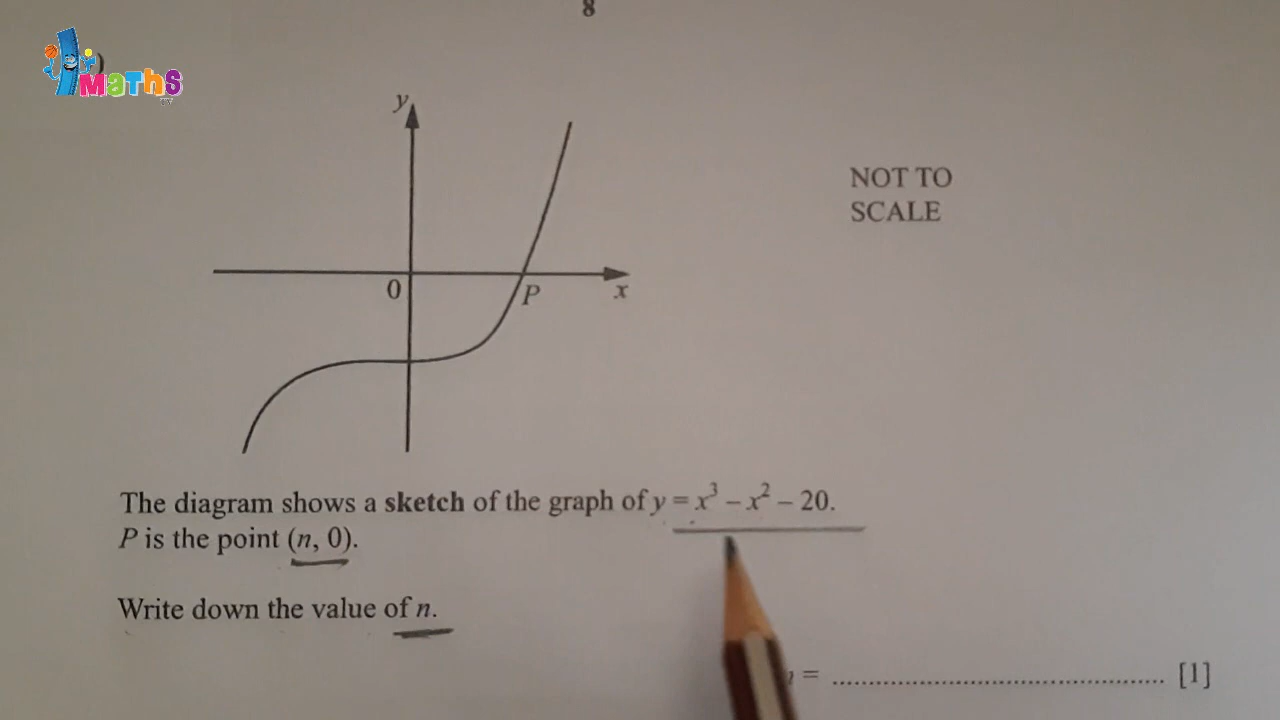 8
Maths
y
NOT TO
SCALE
0
P
x
The diagram shows a sketch of the graph of y = x³ – x² – 20.
P is the point (n, 0).
Write down the value of n.
= .............................................. [1]